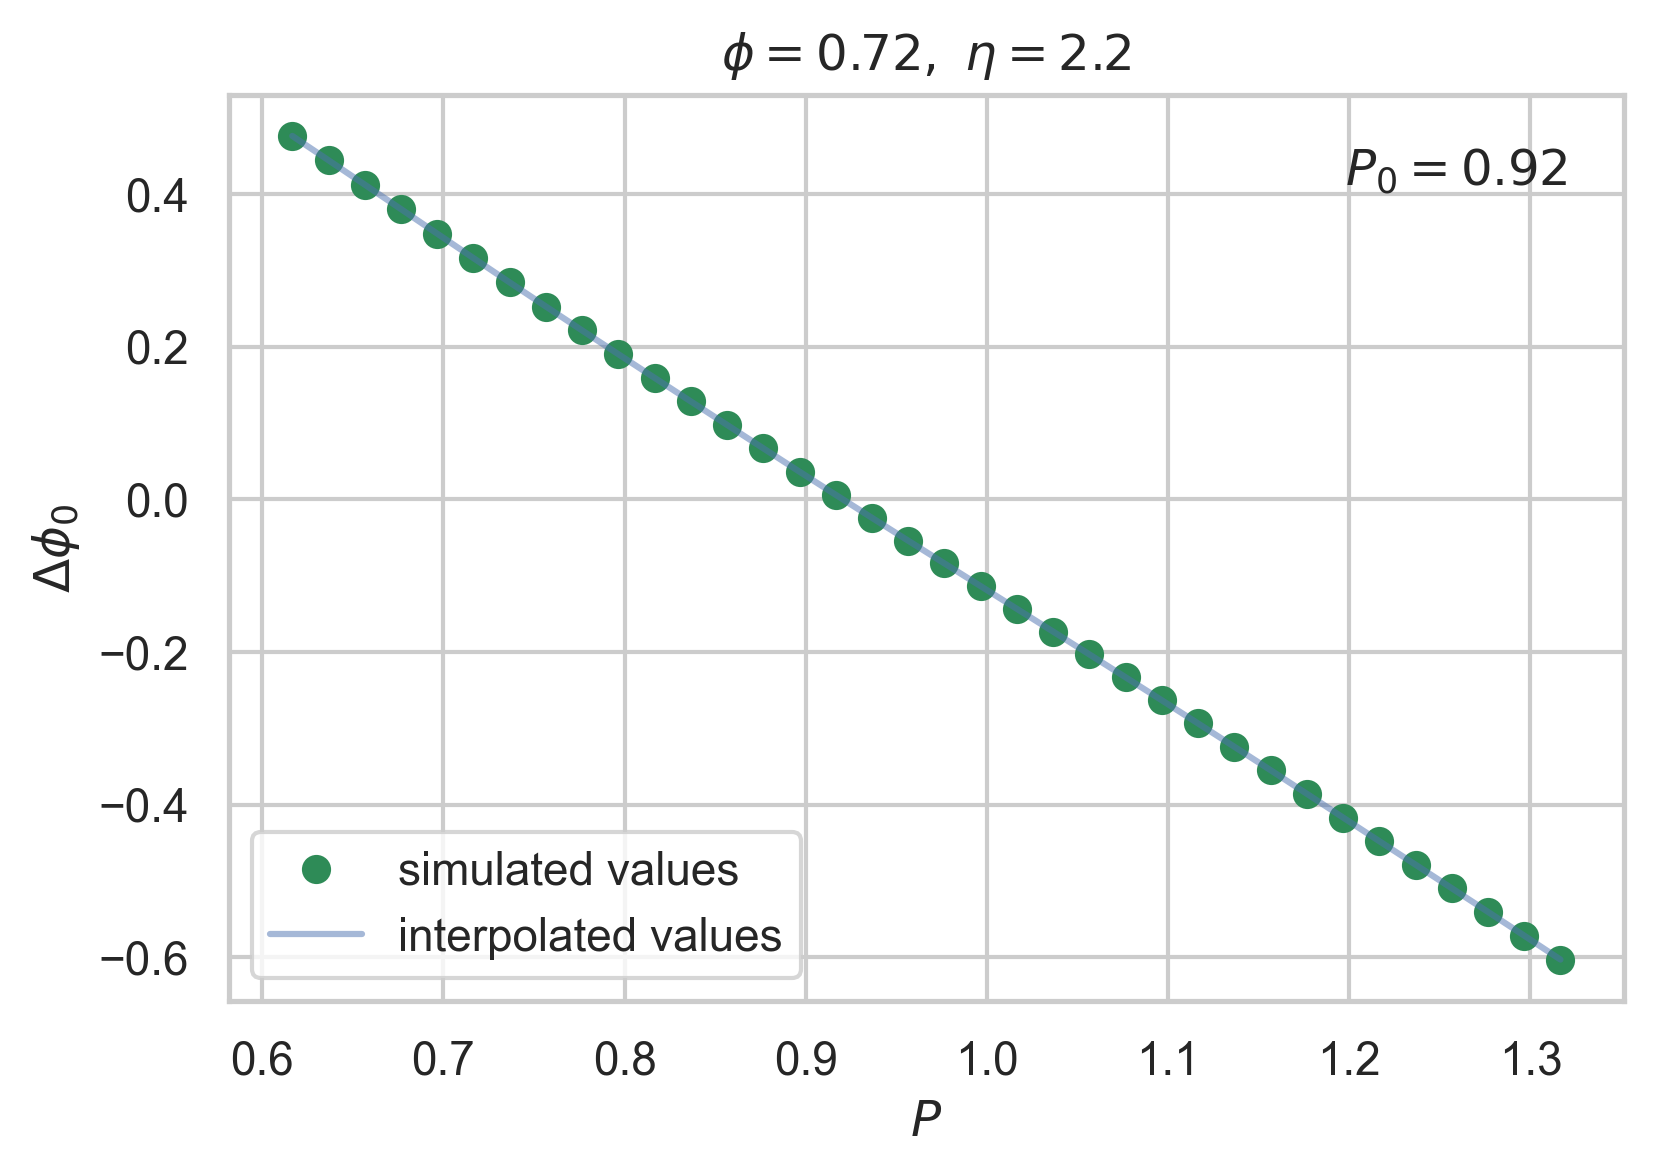 ϕ = 0.72, η = 2.2
P₀ = 0.92
0.4
0.2
0.0
−0.2
−0.4
−0.6
Δϕ₀
simulated values
interpolated values
0.6 0.7 0.8 0.9 1.0 1.1 1.2 1.3
P